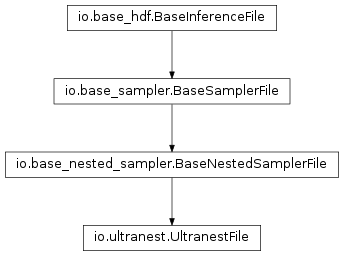 io.base_hdf.BaseInferenceFile
io.base_sampler.BaseSamplerFile
io.base_nested_sampler.BaseNestedSamplerFile
io.ultranest.UltranestFile